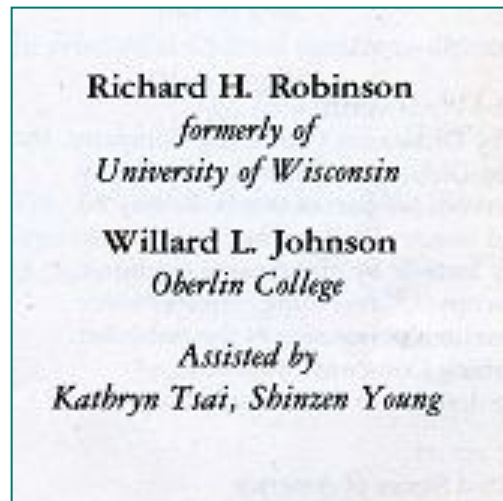 Richard H. Robinson
formerly of
University of Wisconsin
Willard L. Johnson
Oberlin College
Assisted by
Kathryn Tsai, Shinzen Young